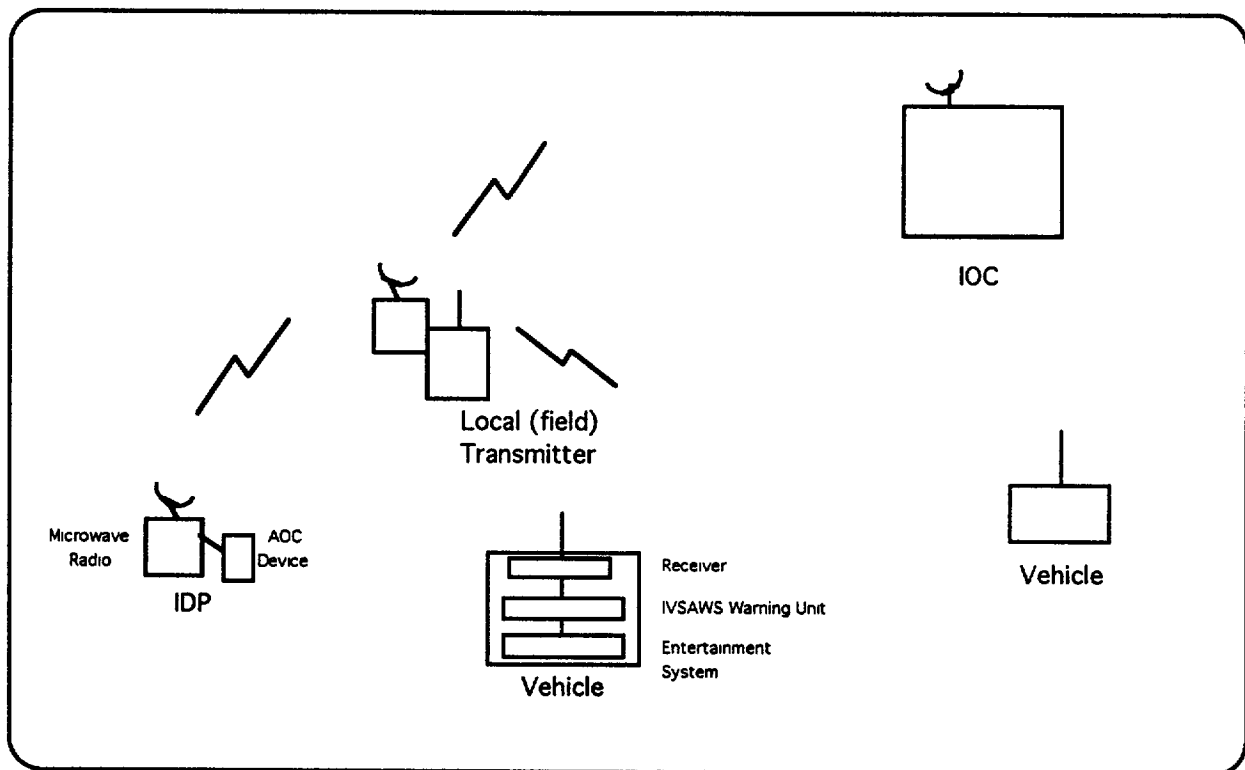 IOC
Local (field)
Transmitter
Microwave
Radio
AOC
Device
IDP
Receiver
IVSAWS Warning Unit
Entertainment
System
Vehicle
Vehicle